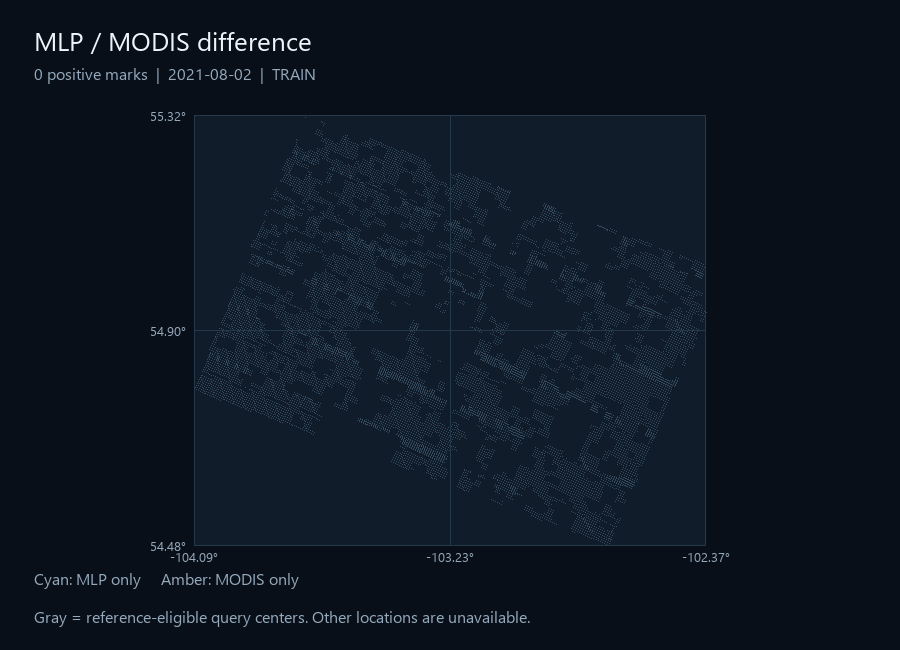 MLP / MODIS difference
0 positive marks | 2021-08-02 | TRAIN
55.32°
54.90°
54.48°
-104.09°
-103.23°
-102.37°
Cyan: MLP only
Amber: MODIS only
Gray = reference-eligible query centers. Other locations are unavailable.